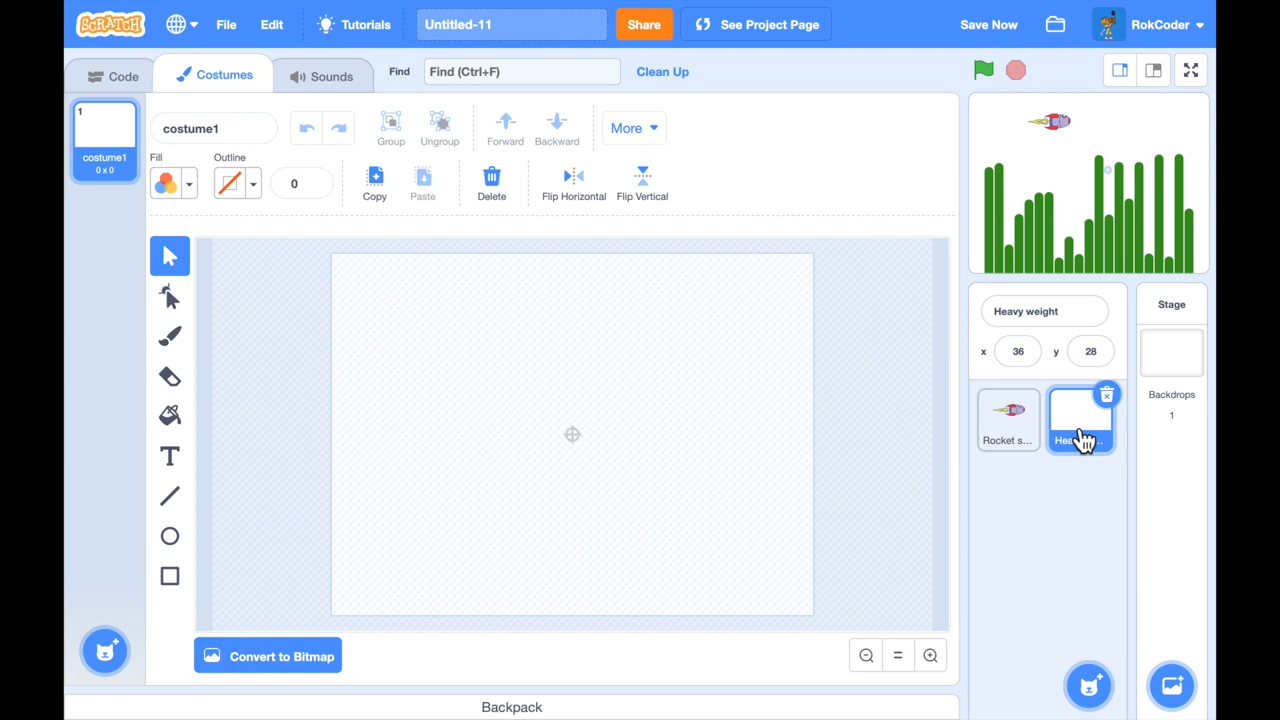 SCRATCH File Edit Tutorials Untitled-11 Share See Project Page Save Now RokCoder
Code Costumes Sounds Find Find (Ctrl+F) Clean Up
1
costume1
0 x 0
costume1
Group Ungroup Forward Backward More
Fill Outline
0
Copy Paste Delete Flip Horizontal Flip Vertical
Convert to Bitmap
Backpack
Heavy weight
x 36 y 28
Rocket s...
Stage
Backdrops
1